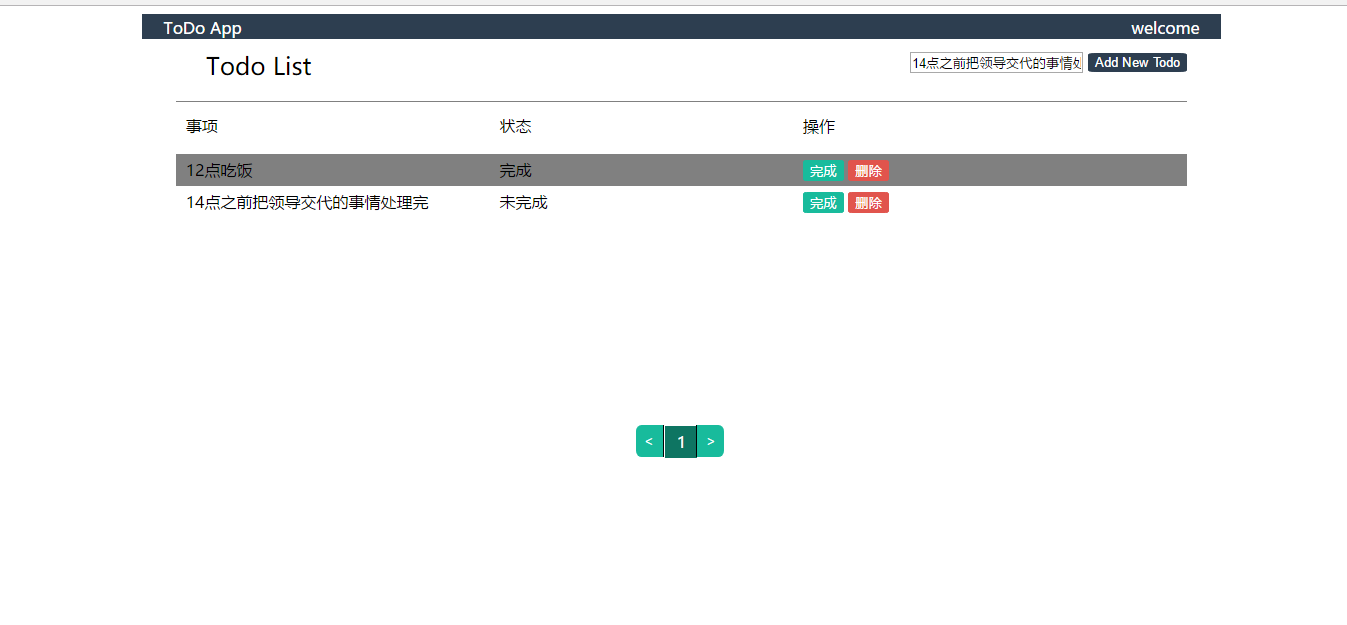 ToDo App welcome
Todo List 14点之前把领导交代的事情处 Add New Todo
事项 状态 操作
12点吃饭 完成 完成 删除
14点之前把领导交代的事情处理完 未完成 完成 删除
< 1 >